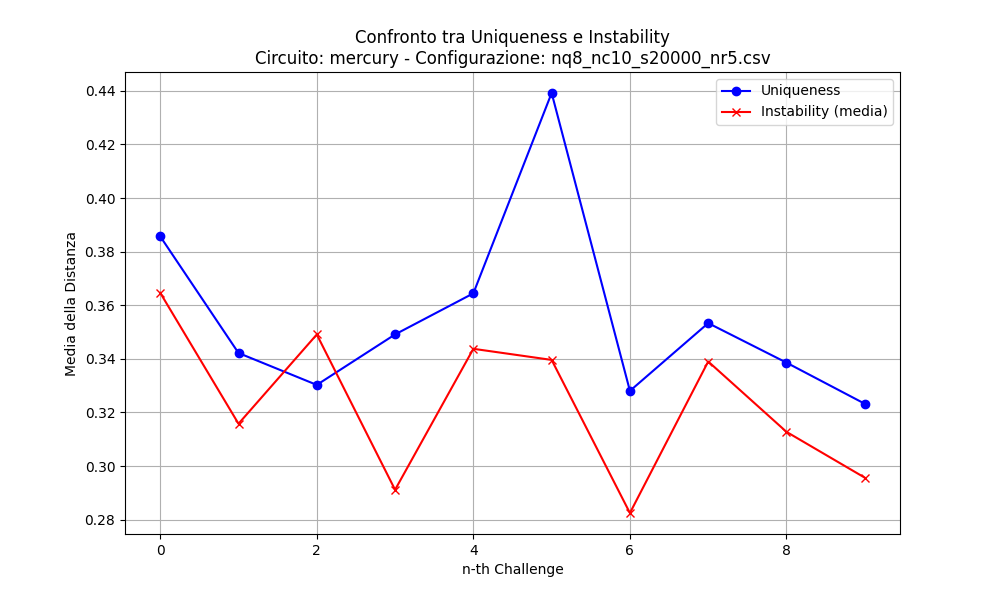 Confronto tra Uniqueness e Instability
Circuito: mercury - Configurazione: nq8_nc10_s20000_nr5.csv
Uniqueness
Instability (media)
Media della Distanza
0.44
0.42
0.40
0.38
0.36
0.34
0.32
0.30
0.28
0 2 4 6 8
n-th Challenge